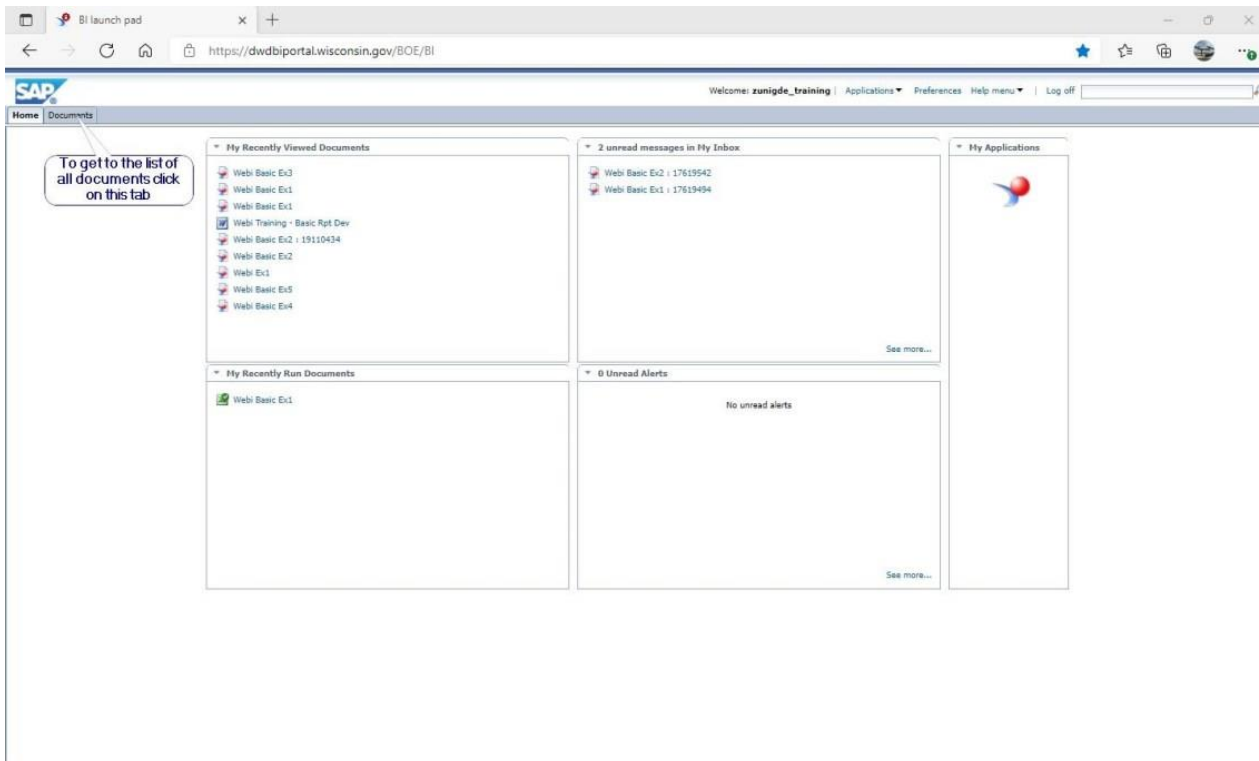 BI launch pad
https://dwdbiportal.wisconsin.gov/BOE/BI
SAP
Welcome: zunigde_training | Applications Preferences Help menu | Log off
Home Documents
To get to the list of
all documents click
on this tab
My Recently Viewed Documents
Webi Basic Ex3
Webi Basic Ex1
Webi Basic Ex1
Webi Training - Basic Rpt Dev
Webi Basic Ex2 : 19110434
Webi Basic Ex2
Webi Ex1
Webi Basic Ex5
Webi Basic Ex4
2 unread messages in My Inbox
Webi Basic Ex2 : 17619542
Webi Basic Ex1 : 17619494
See more...
My Applications
My Recently Run Documents
Webi Basic Ex1
0 Unread Alerts
No unread alerts
See more...